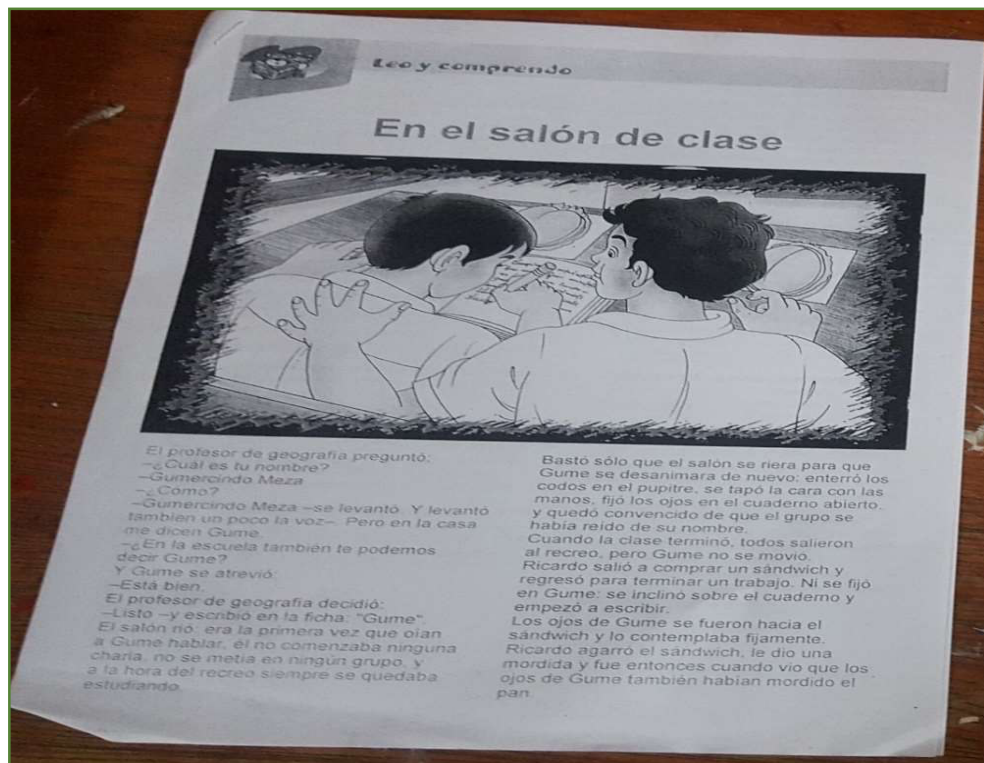 Leo y comprendo
En el salón de clase
El profesor de geografía preguntó:
–¿Cuál es tu nombre?
–Gumercindo Meza
–¿Cómo?
–Gumercindo Meza –se levantó. Y levantó
también un poco la voz–. Pero en la casa
me dicen Gume.
–¿En la escuela también te podemos
decir Gume?
Y Gume se atrevió:
–Está bien.
El profesor de geografía decidió:
–Listo –y escribió en la ficha: "Gume".
El salón rió: era la primera vez que oían
a Gume hablar, él no comenzaba ninguna
charla, no se metía en ningún grupo, y
a la hora del recreo siempre se quedaba
estudiando.
Bastó sólo que el salón se riera para que
Gume se desanimara de nuevo: enterró los
codos en el pupitre, se tapó la cara con las
manos, fijó los ojos en el cuaderno abierto,
y quedó convencido de que el grupo se
había reído de su nombre.
Cuando la clase terminó, todos salieron
al recreo, pero Gume no se movió.
Ricardo salió a comprar un sándwich y
regresó para terminar un trabajo. Ni se fijó
en Gume: se inclinó sobre el cuaderno y
empezó a escribir.
Los ojos de Gume se fueron hacia el
sándwich y lo contemplaba fijamente.
Ricardo agarró el sándwich, le dio una
mordida y fue entonces cuando vio que los
ojos de Gume también habían mordido el
pan.